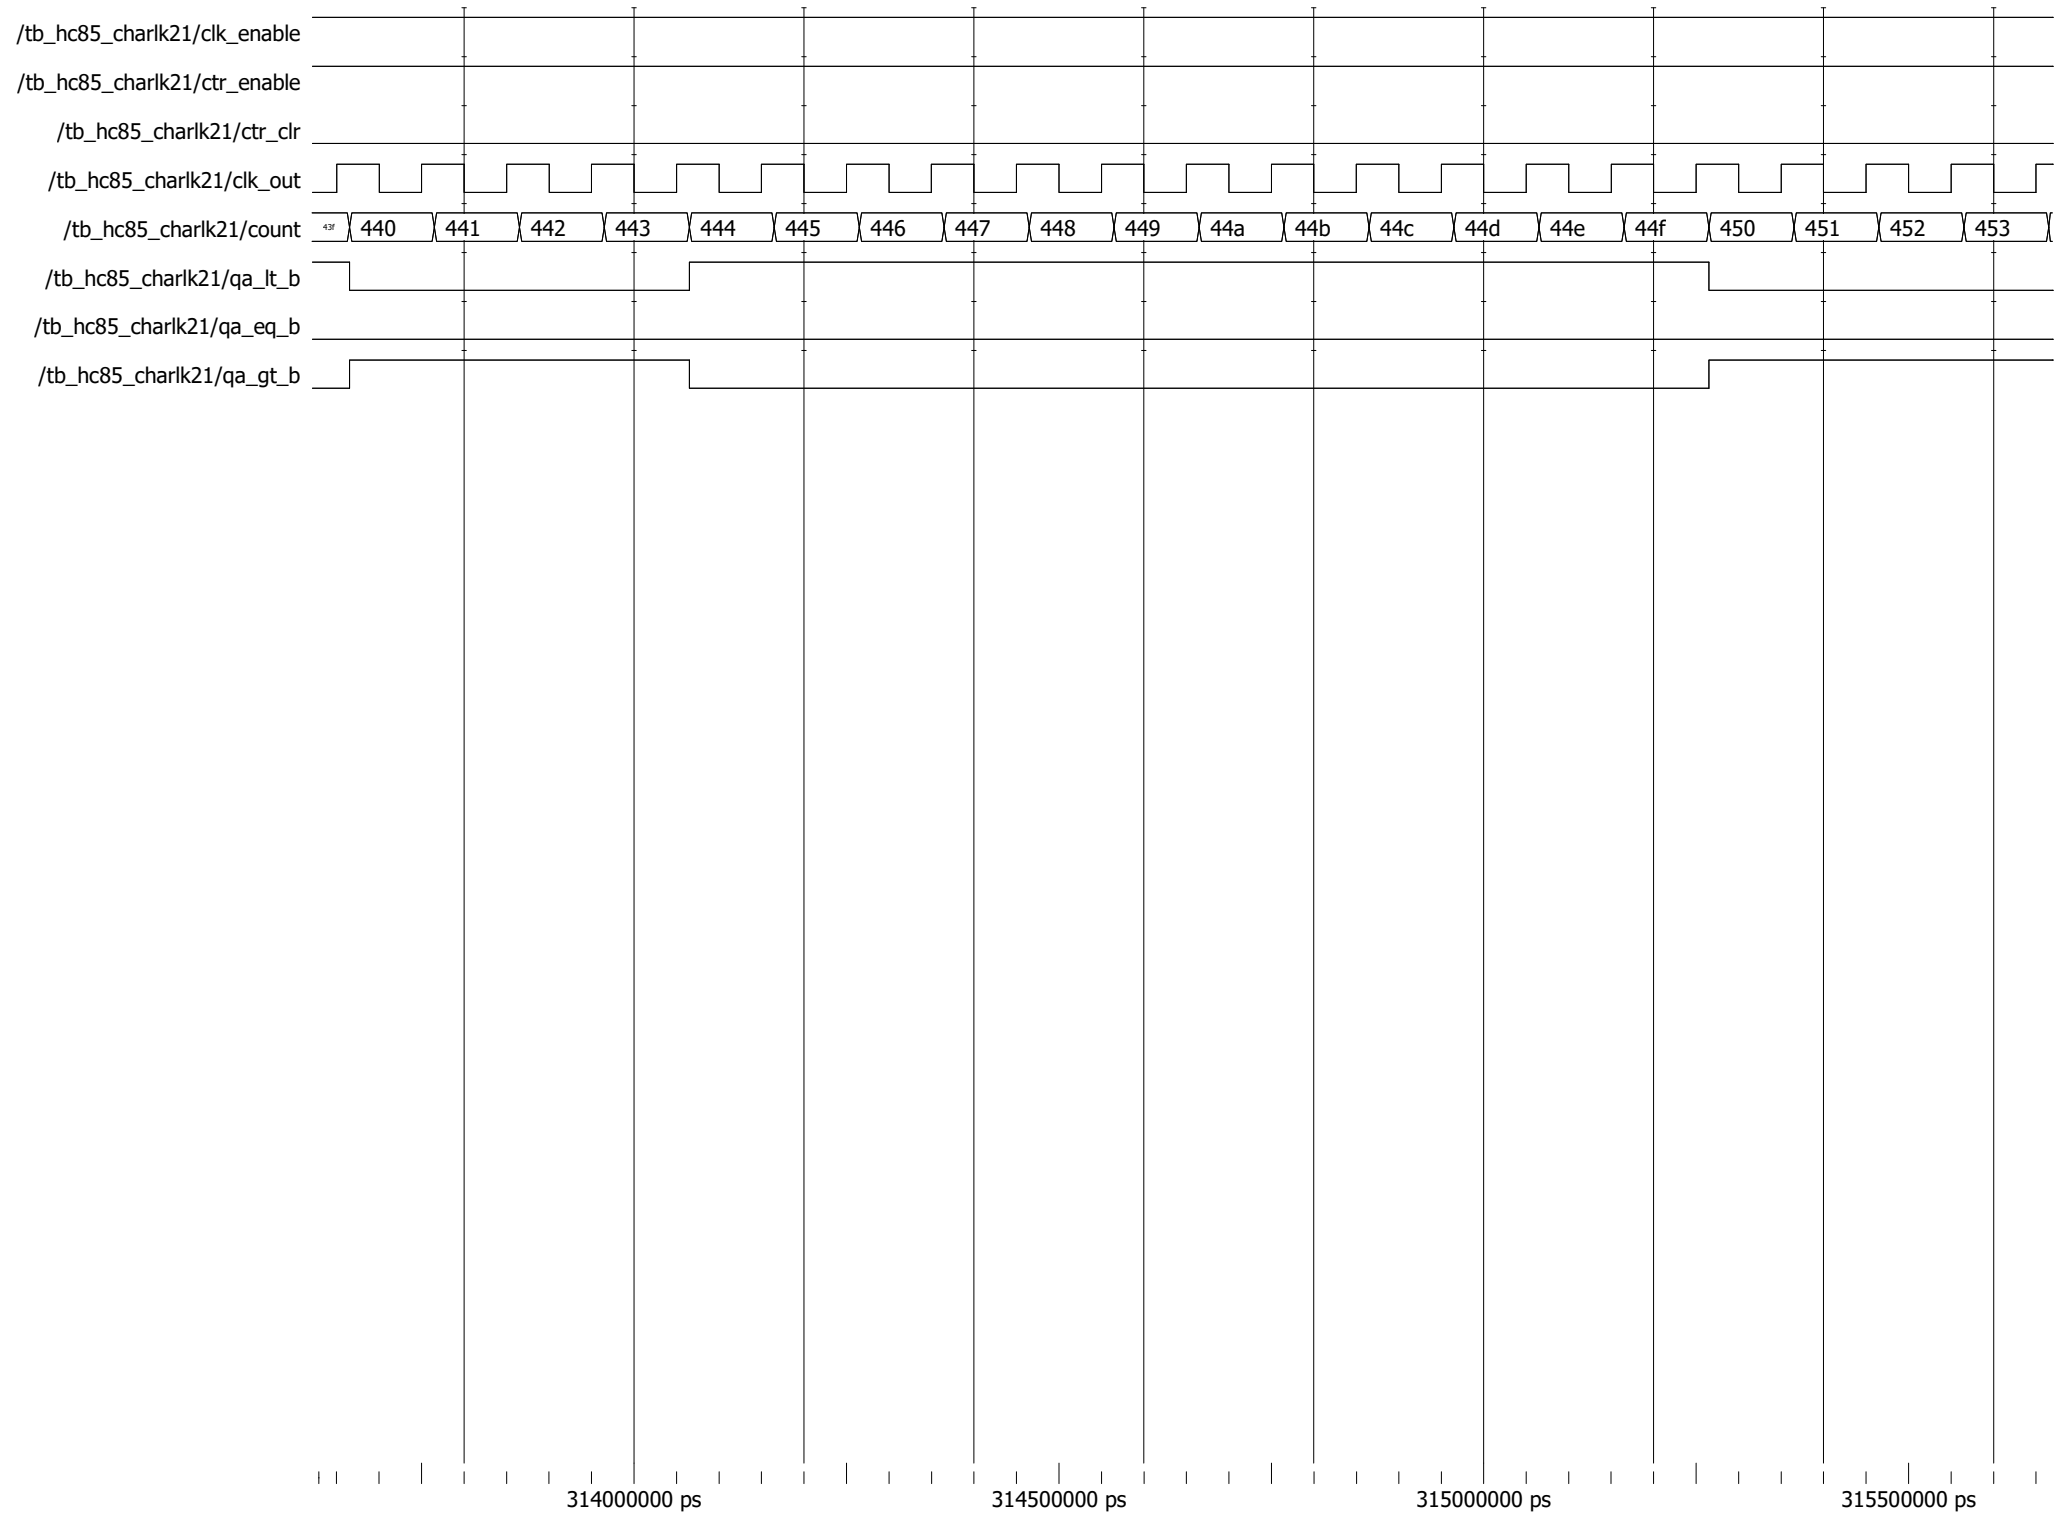 /tb_hc85_charlk21/clk_enable
/tb_hc85_charlk21/ctr_enable
/tb_hc85_charlk21/ctr_clr
/tb_hc85_charlk21/clk_out
/tb_hc85_charlk21/count 43f 440 441 442 443 444 445 446 447 448 449 44a 44b 44c 44d 44e 44f 450 451 452 453
/tb_hc85_charlk21/qa_lt_b
/tb_hc85_charlk21/qa_eq_b
/tb_hc85_charlk21/qa_gt_b
314000000 ps 314500000 ps 315000000 ps 315500000 ps